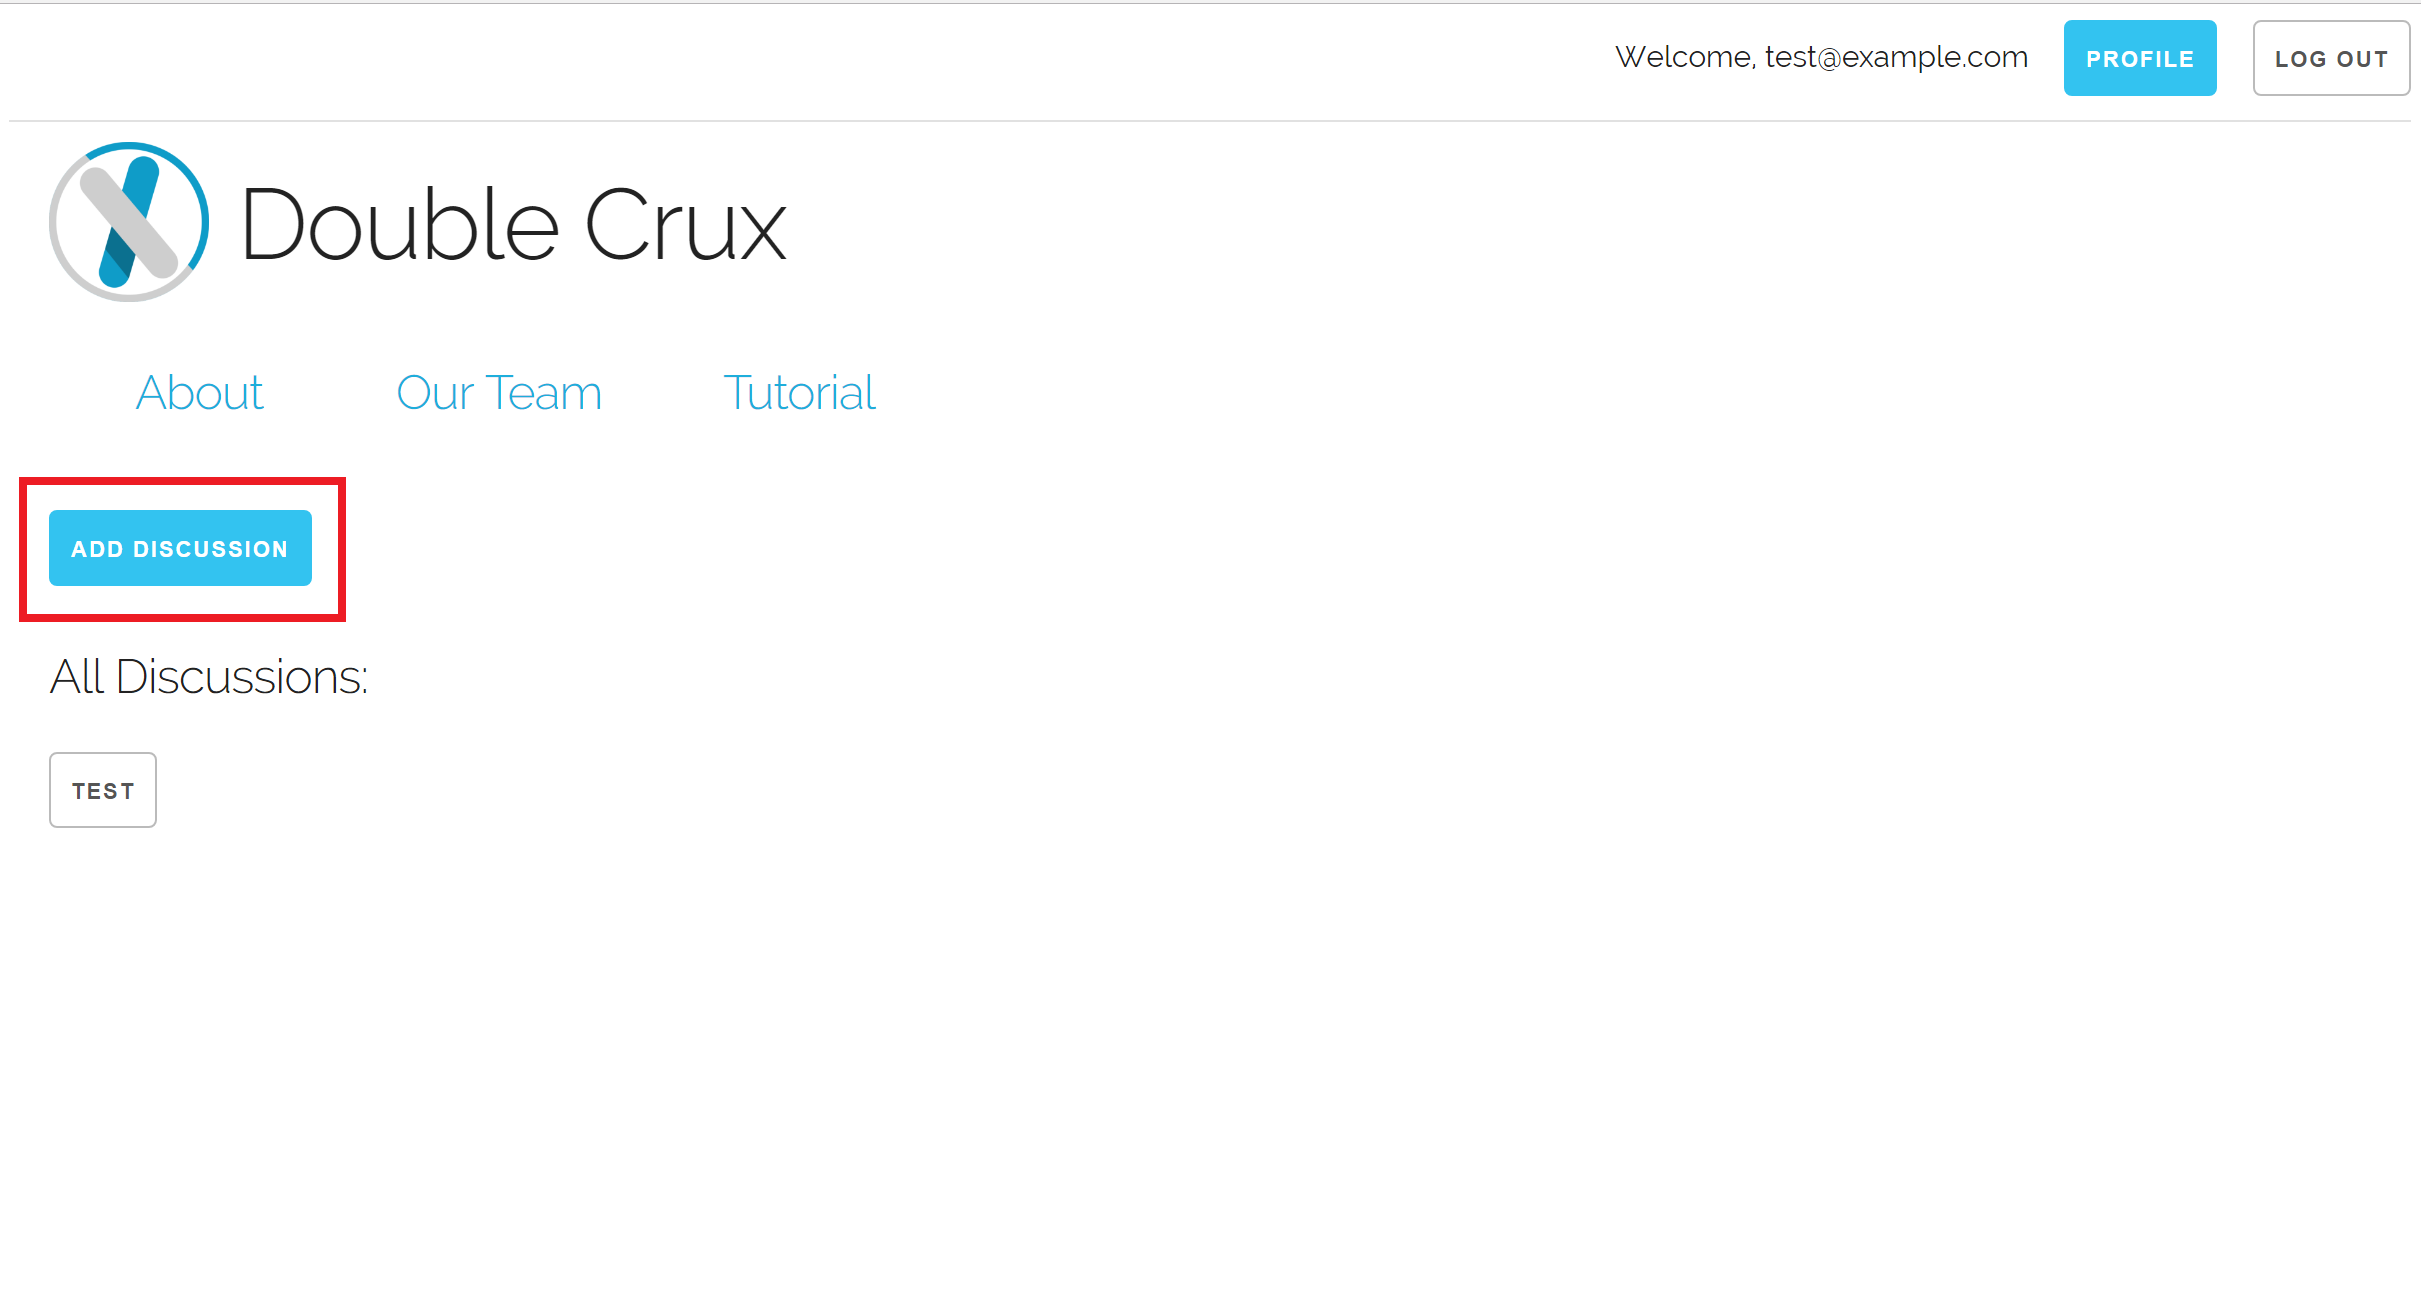 Welcome, test@example.com PROFILE LOG OUT
Double Crux
About Our Team Tutorial
ADD DISCUSSION
All Discussions:
TEST